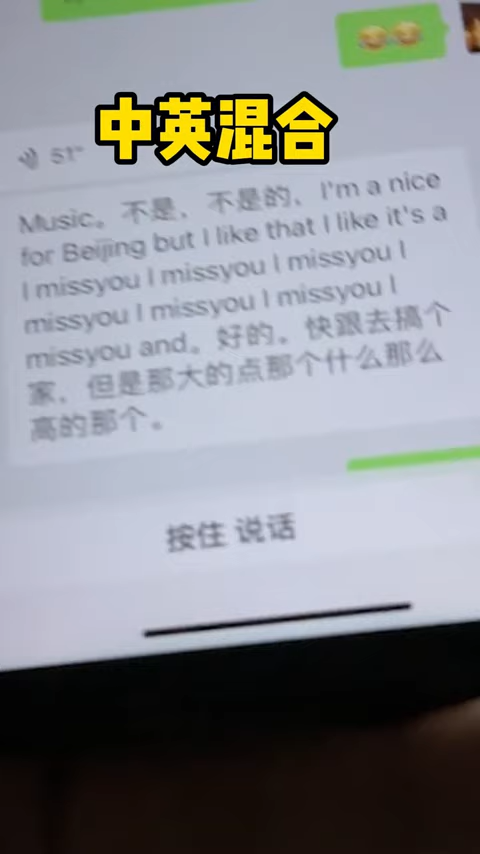 中英混合
51"
Music。不是，不是的，I'm a nice
for Beijing but I like that I like it's a
I missyou I missyou I missyou I
missyou I missyou I missyou I
missyou and。好的。快跟去搞个
家，但是那大的点那个什么那么
高的那个。
按住 说话